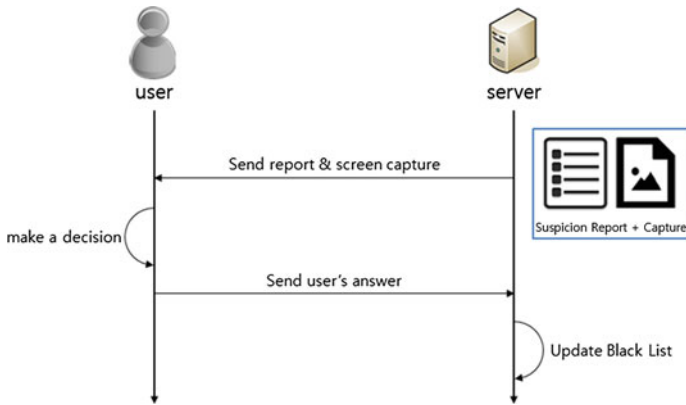 user
server
Send report & screen capture
Suspicion Report + Capture
make a decision
Send user's answer
Update Black List